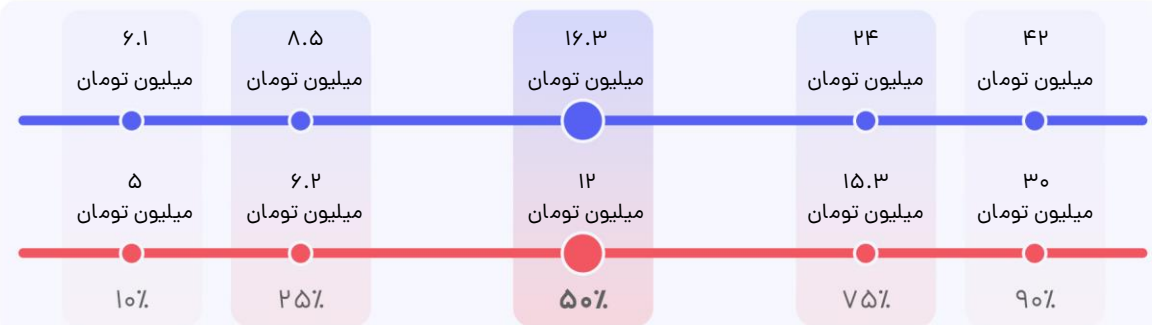 ۶.۱ ۸.۵ ۱۶.۳ ۲۴ ۴۲
میلیون تومان میلیون تومان میلیون تومان میلیون تومان میلیون تومان
۵ ۶.۲ ۱۲ ۱۵.۳ ۳۰
میلیون تومان میلیون تومان میلیون تومان میلیون تومان میلیون تومان
۱۰٪ ۲۵٪ ۵۰٪ ۷۵٪ ۹۰٪